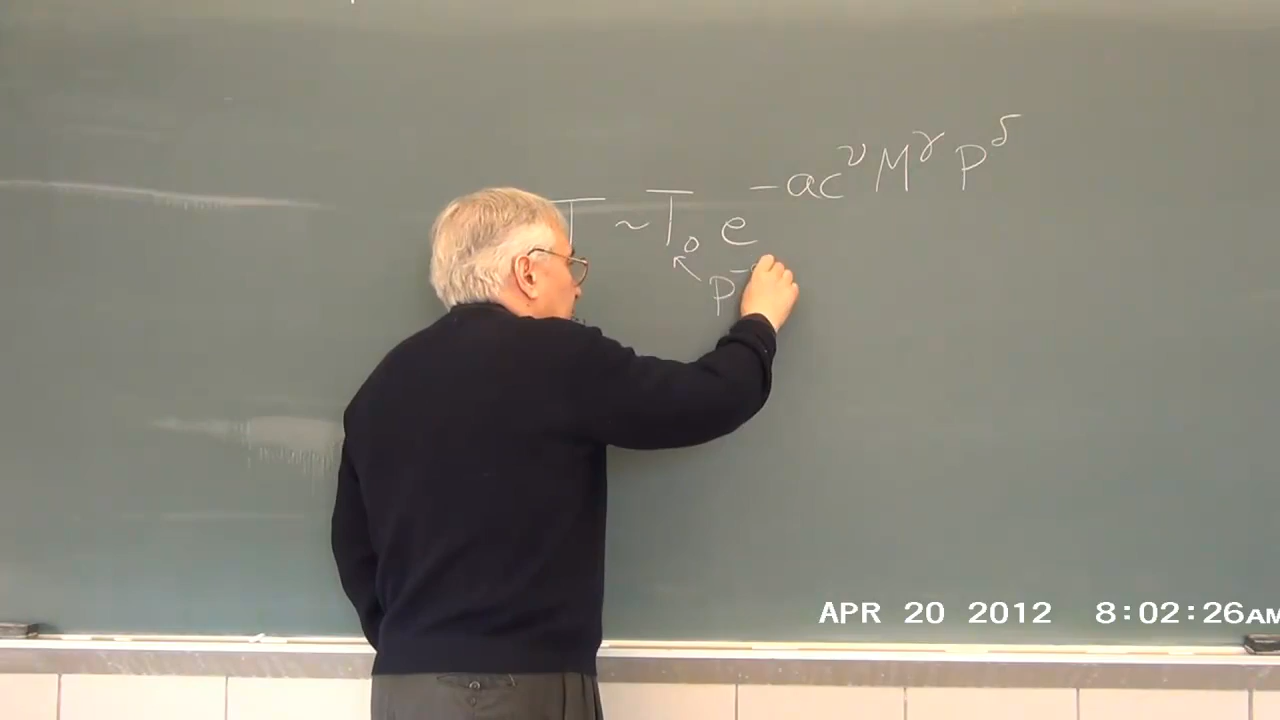 T ~ T₀ e^{-ac^ν M^γ P^δ}
P^-
APR 20 2012 8:02:26AM